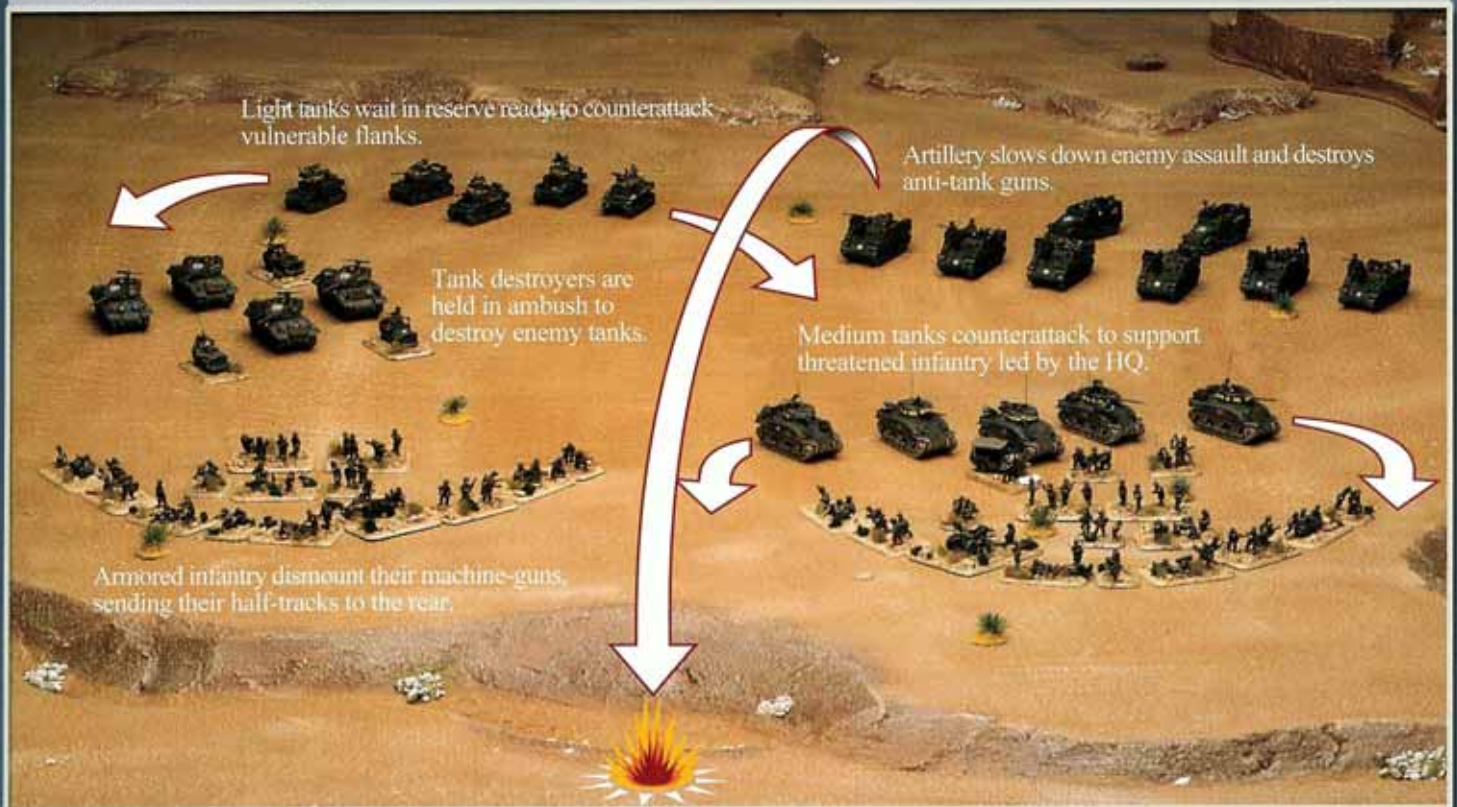 Light tanks wait in reserve ready to counterattack
vulnerable flanks.
Artillery slows down enemy assault and destroys
anti-tank guns.
Tank destroyers are
held in ambush to
destroy enemy tanks.
Medium tanks counterattack to support
threatened infantry led by the HQ.
Armored infantry dismount their machine-guns,
sending their half-tracks to the rear.